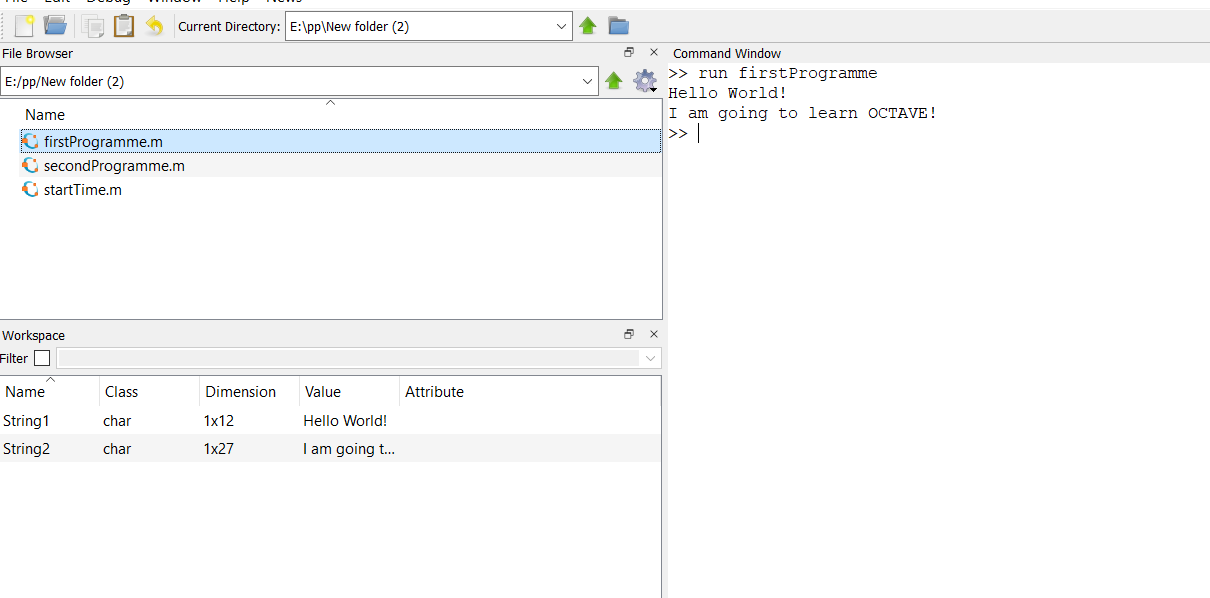 File Edit Debug Window Help News
Current Directory: E:\pp\New folder (2)
File Browser
E:/pp/New folder (2)
Name
firstProgramme.m
secondProgramme.m
startTime.m
Workspace
Filter
Name Class Dimension Value Attribute
String1 char 1x12 Hello World!
String2 char 1x27 I am going t...
Command Window
>> run firstProgramme
Hello World!
I am going to learn OCTAVE!
>>